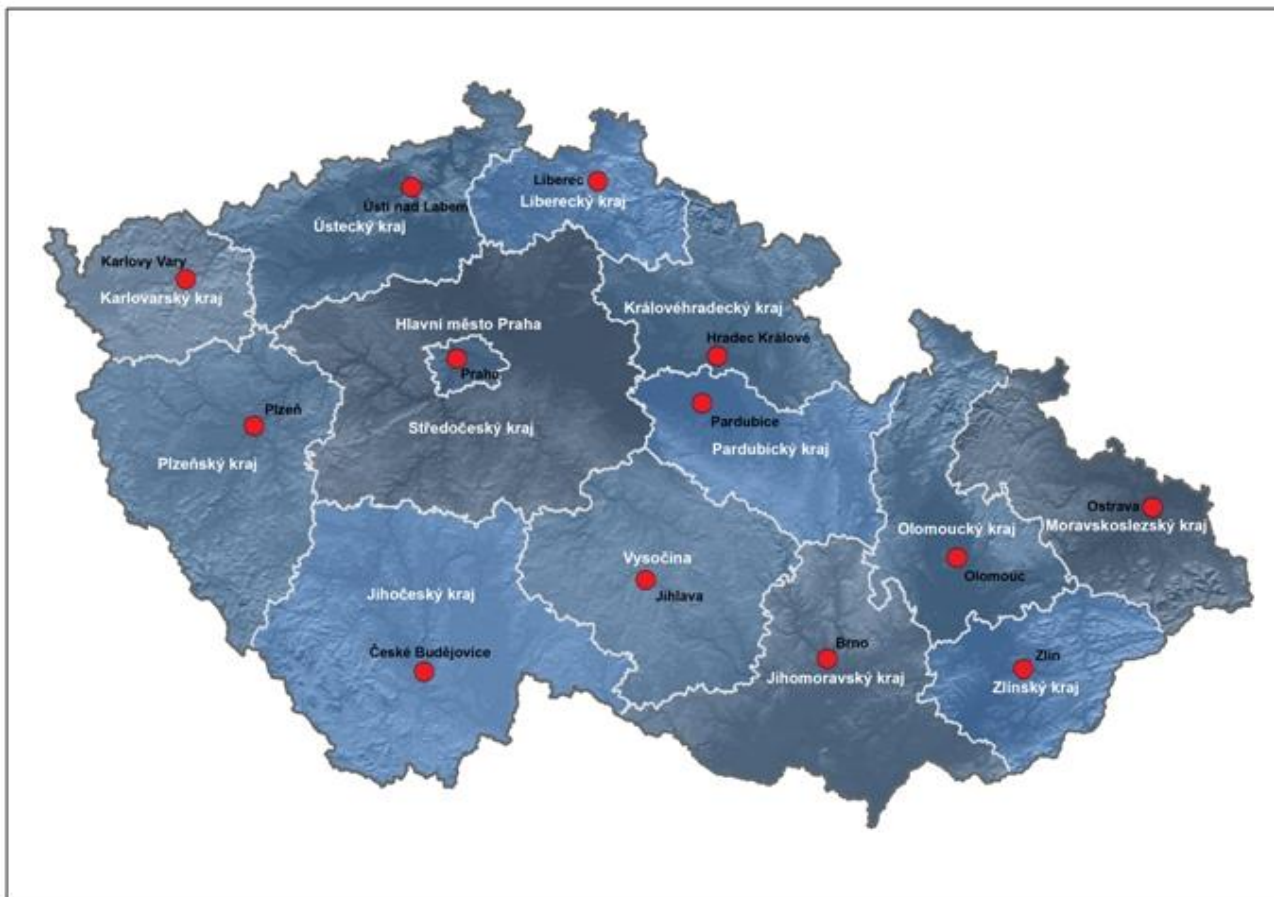 Liberec
Liberecký kraj
Ústí nad Labem
Ústecký kraj
Karlovy Vary
Karlovarský kraj
Královéhradecký kraj
Hradec Králové
Hlavní město Praha
Praha
Plzeň
Plzeňský kraj
Středočeský kraj
Pardubice
Pardubický kraj
Ostrava
Moravskoslezský kraj
Olomoucký kraj
Olomouc
Vysočina
Jihlava
Jihočeský kraj
České Budějovice
Brno
Jihomoravský kraj
Zlín
Zlínský kraj